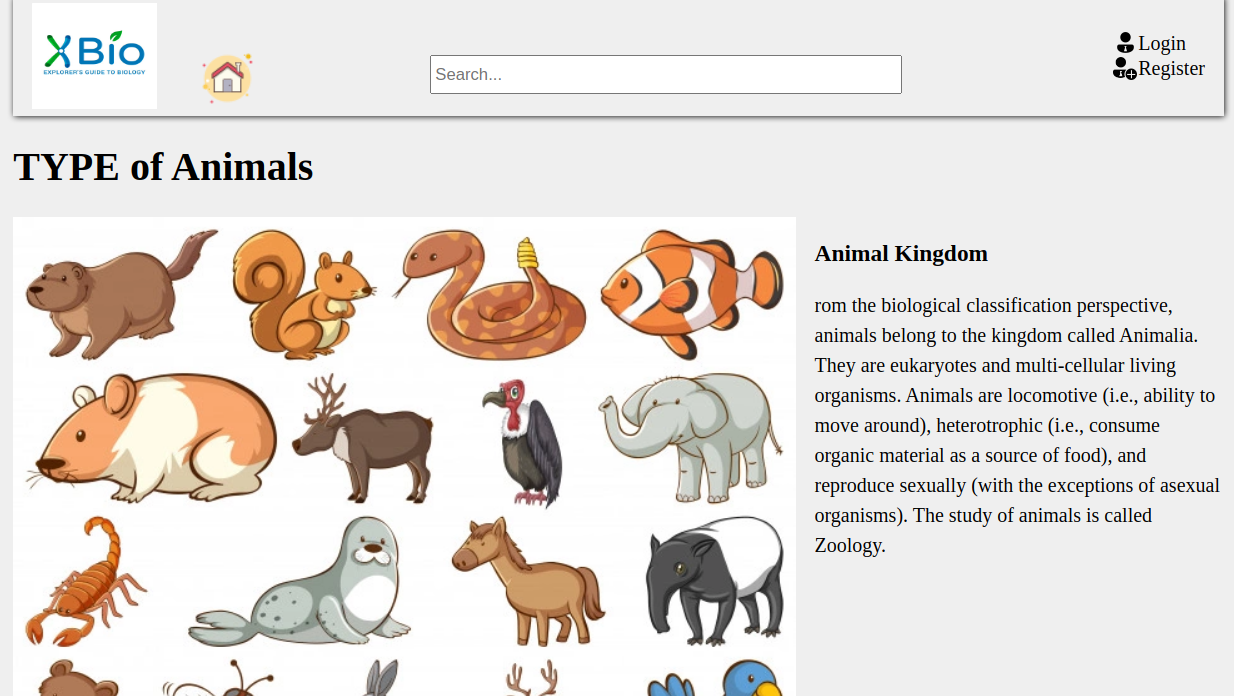 XBio
EXPLORER'S GUIDE TO BIOLOGY
Search...
Login
Register
TYPE of Animals
Animal Kingdom
rom the biological classification perspective,
animals belong to the kingdom called Animalia.
They are eukaryotes and multi-cellular living
organisms. Animals are locomotive (i.e., ability to
move around), heterotrophic (i.e., consume
organic material as a source of food), and
reproduce sexually (with the exceptions of asexual
organisms). The study of animals is called
Zoology.